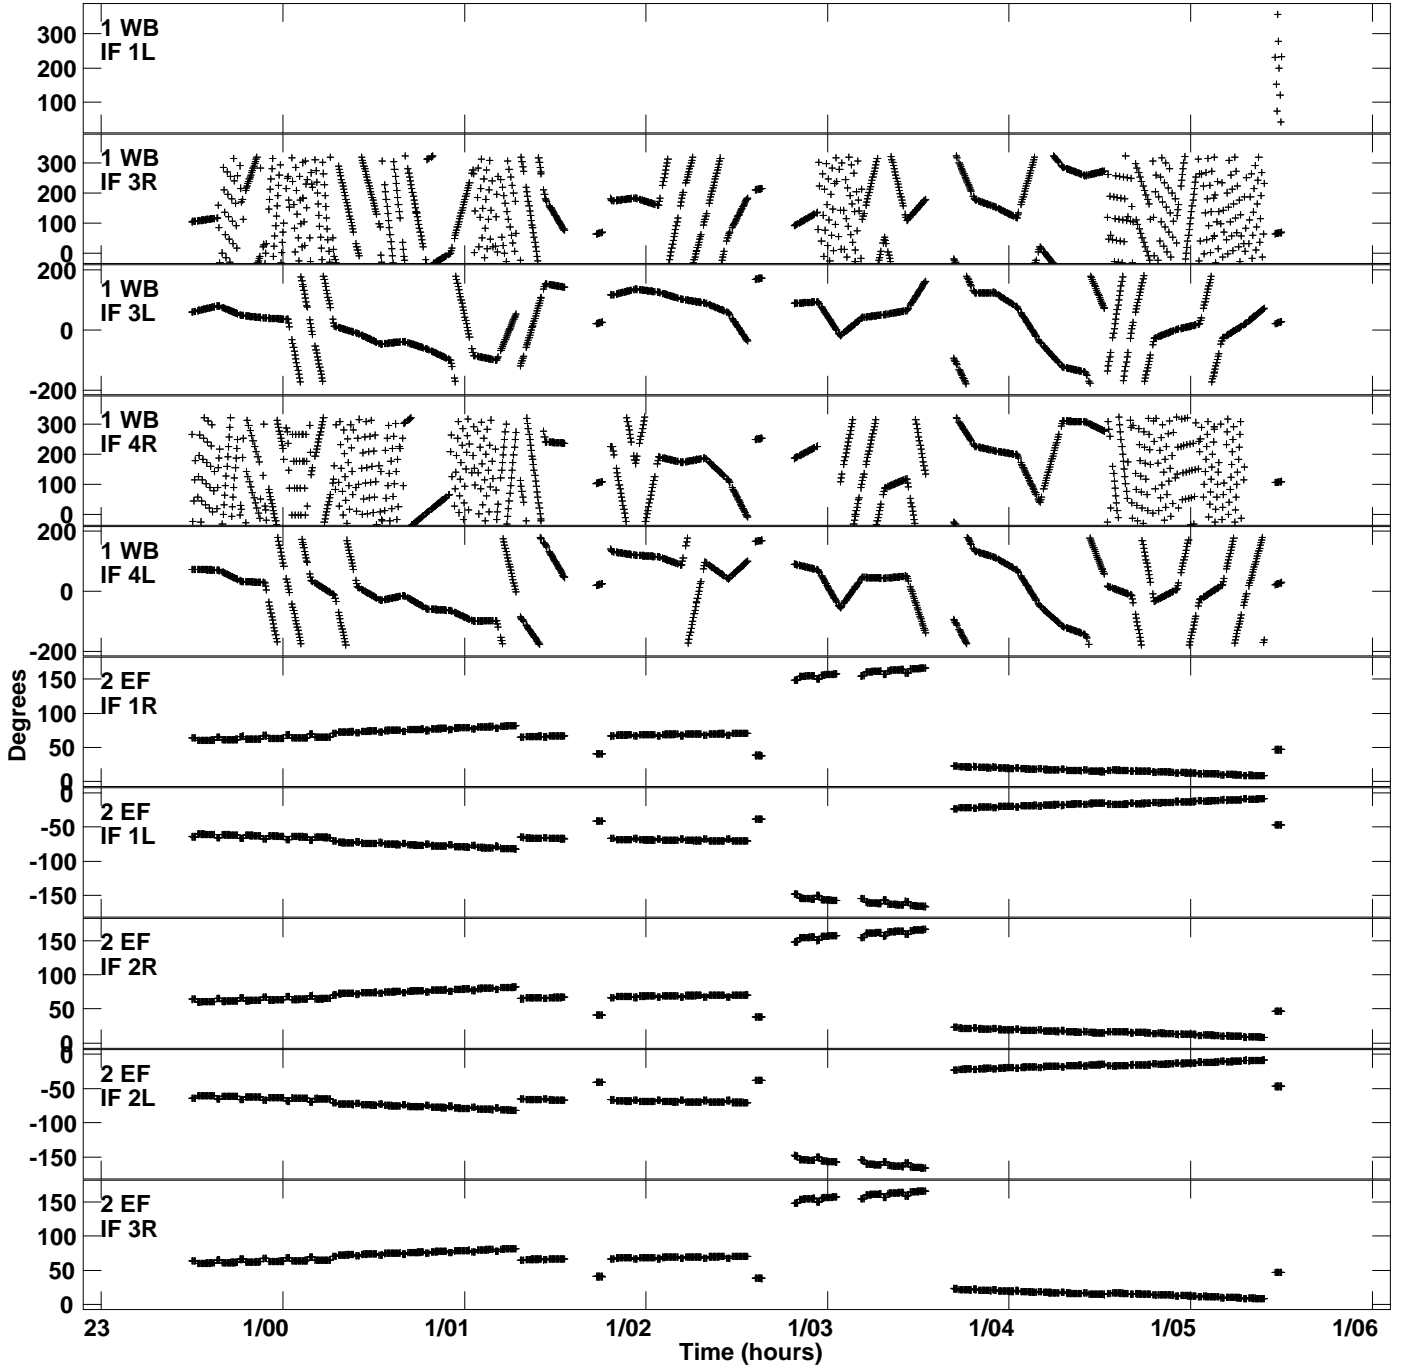 1 WB
IF 1L
300
200
100
1 WB
IF 3R
300
200
100
0
1 WB
IF 3L
200
0
-200
1 WB
IF 4R
300
200
100
0
1 WB
IF 4L
200
0
-200
2 EF
IF 1R
150
100
50
0
2 EF
IF 1L
0
-50
-100
-150
2 EF
IF 2R
150
100
50
0
2 EF
IF 2L
0
-50
-100
-150
2 EF
IF 3R
150
100
50
0
Degrees
23 1/00 1/01 1/02 1/03 1/04 1/05 1/06
Time (hours)